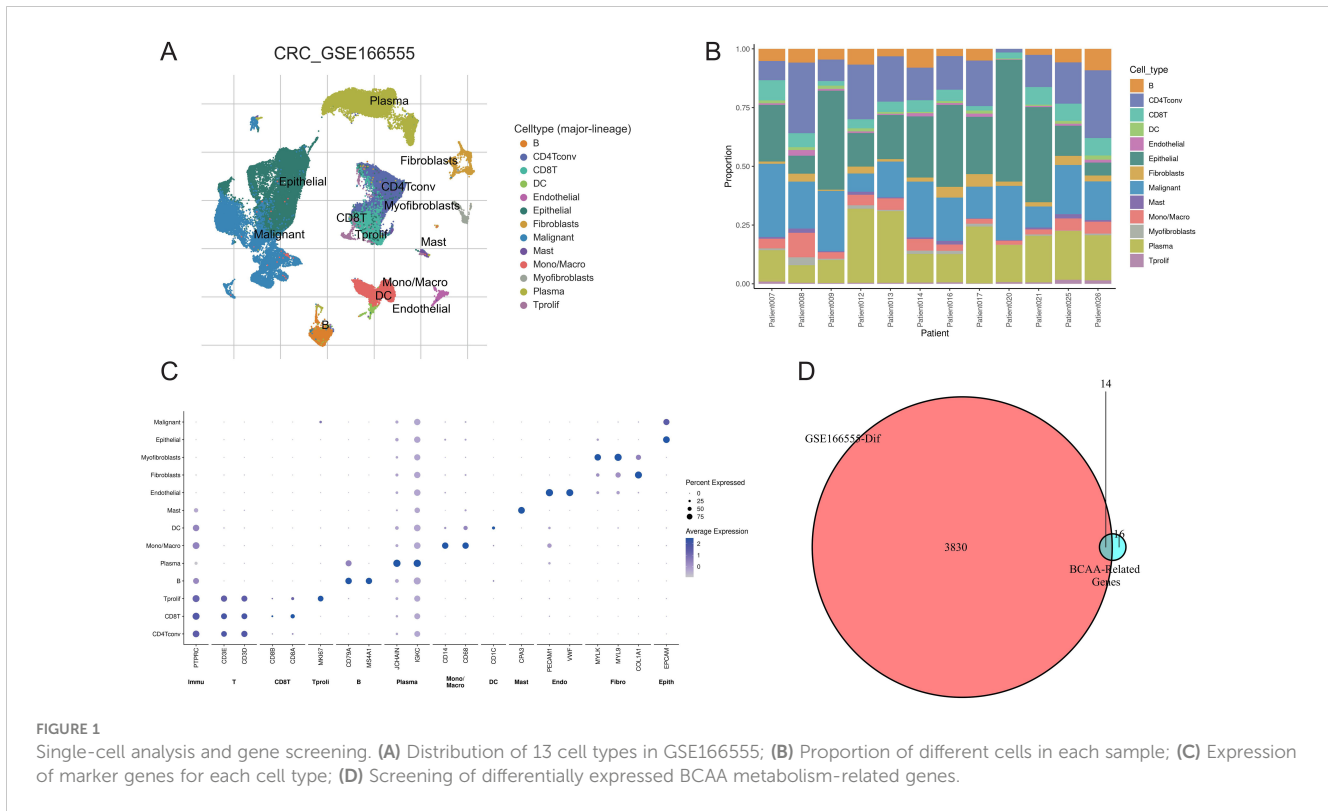 A
CRC_GSE166555
Plasma
Fibroblasts
Epithelial
CD4Tconv
Myofibroblasts
CD8T
Malignant
Tprolif
Mast
Mono/Macro
DC
Endothelial
B
Celltype (major-lineage)
B
CD4Tconv
CD8T
DC
Endothelial
Epithelial
Fibroblasts
Malignant
Mast
Mono/Macro
Myofibroblasts
Plasma
Tprolif
B
Proportion
1.00
0.75
0.50
0.25
0.00
Patient007
Patient008
Patient009
Patient012
Patient013
Patient014
Patient016
Patient017
Patient020
Patient021
Patient025
Patient026
Patient
Cell_type
B
CD4Tconv
CD8T
DC
Endothelial
Epithelial
Fibroblasts
Malignant
Mast
Mono/Macro
Myofibroblasts
Plasma
Tprolif
C
Malignant
Epithelial
Myofibroblasts
Fibroblasts
Endothelial
Mast
DC
Mono/Macro
Plasma
B
Tprolif
CD8T
CD4Tconv
PTPRC
CD3E
CD3D
CD8B
CD8A
MKI67
CD79A
MS4A1
JCHAIN
IGKC
CD14
CD68
CD1C
CPA3
PECAM1
VWF
MYLK
MYL9
COL1A1
EPCAM
Immu T CD8T Tproli B Plasma Mono/ DC Mast Endo Fibro Epith
Macro
Percent Expressed
0
25
50
75
Average Expression
2
1
0
D
14
GSE166555-Dif
3830
16
BCAA-Related
Genes
FIGURE 1
Single-cell analysis and gene screening. (A) Distribution of 13 cell types in GSE166555; (B) Proportion of different cells in each sample; (C) Expression
of marker genes for each cell type; (D) Screening of differentially expressed BCAA metabolism-related genes.